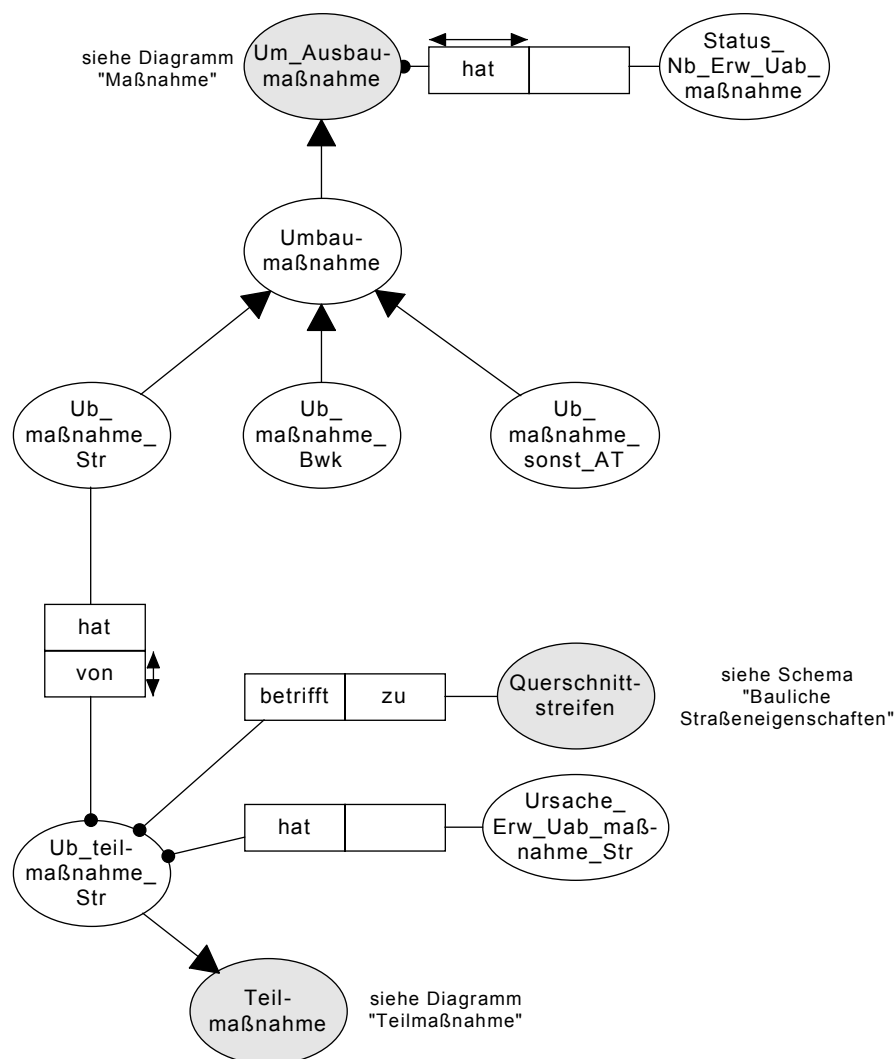 siehe Diagramm
"Maßnahme"
Um_Ausbau-
maßnahme
hat
Status_
Nb_Erw_Uab_
maßnahme
Umbau-
maßnahme
Ub_
maßnahme_
Str
Ub_
maßnahme_
Bwk
Ub_
maßnahme_
sonst_AT
hat
von
betrifft
zu
Querschnitt-
streifen
siehe Schema
"Bauliche
Straßeneigenschaften"
hat
Ursache_
Erw_Uab_maß-
nahme_Str
Ub_teil-
maßnahme_
Str
Teil-
maßnahme
siehe Diagramm
"Teilmaßnahme"